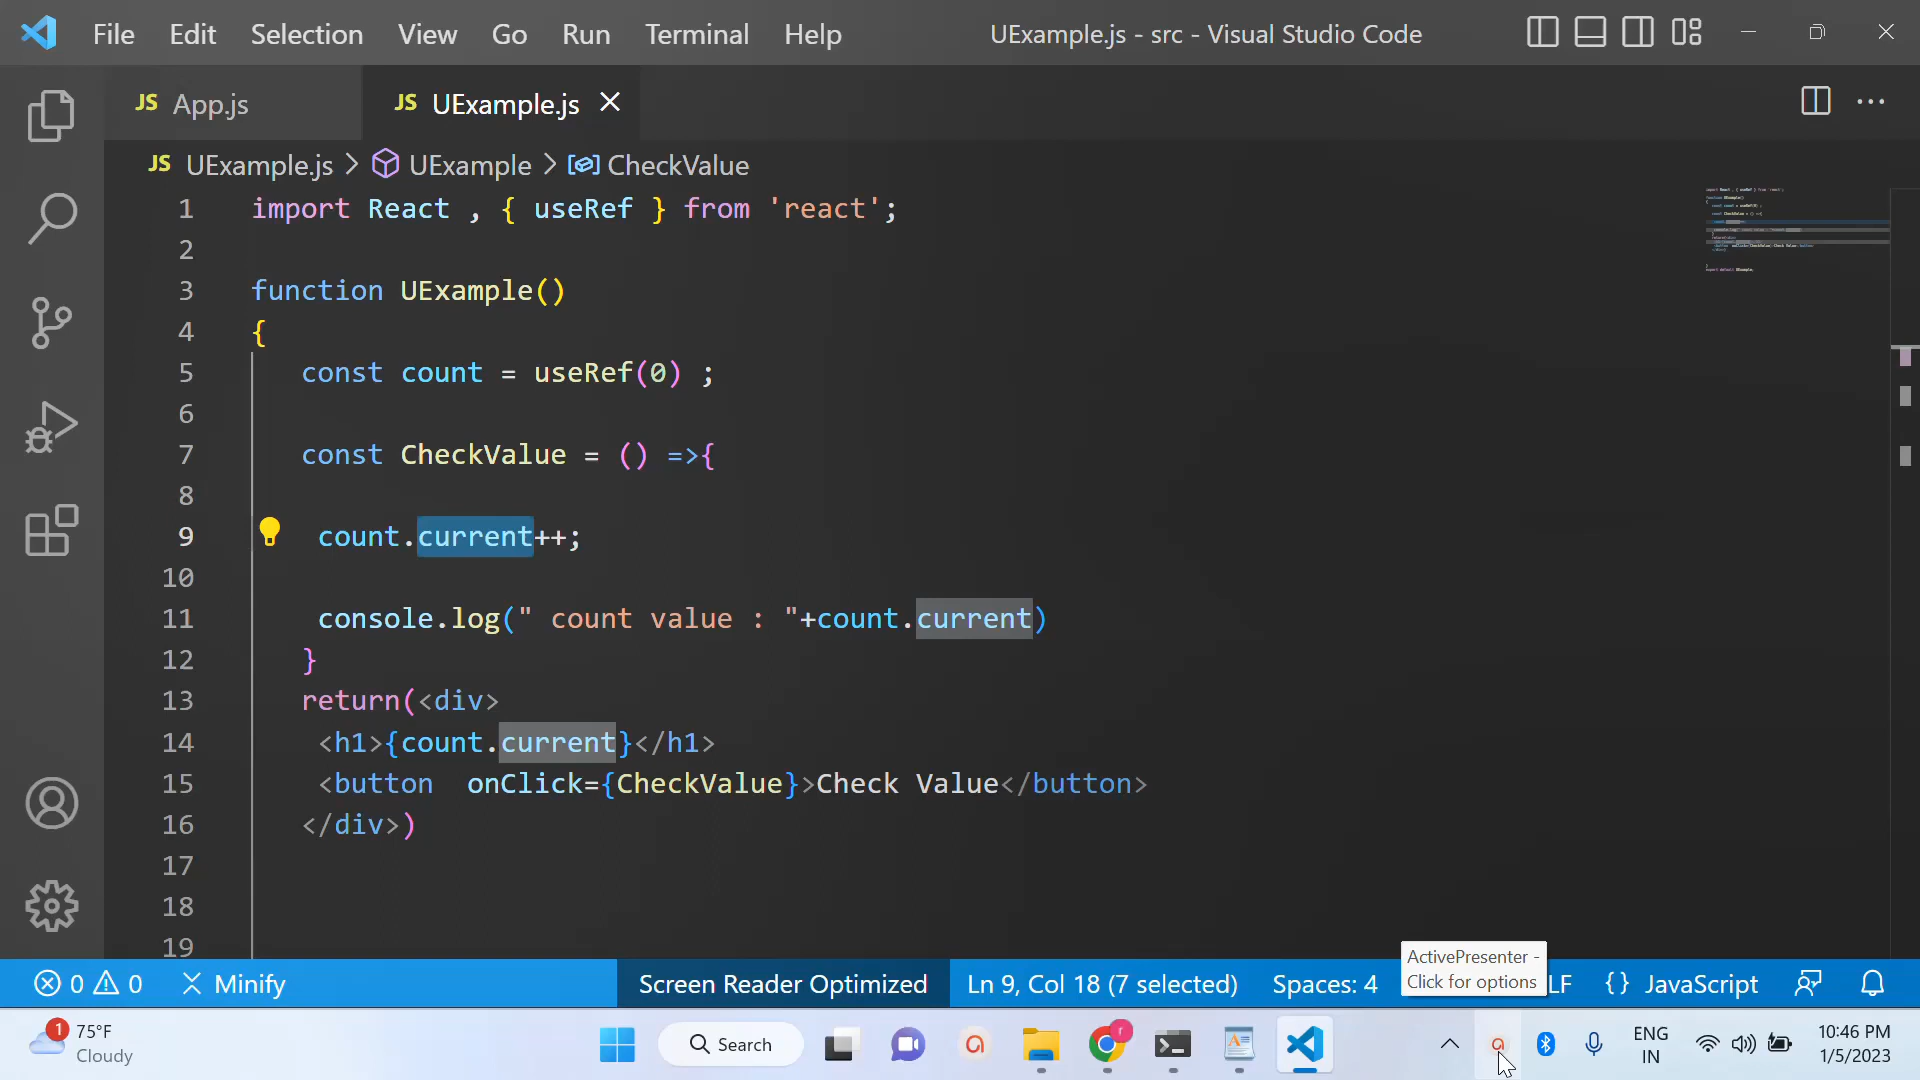 File Edit Selection View Go Run Terminal Help UExample.js - src - Visual Studio Code
JS App.js JS UExample.js
JS UExample.js > UExample > CheckValue
1 import React , { useRef } from 'react';
2
3 function UExample()
4 {
5 const count = useRef(0) ;
6
7 const CheckValue = () =>{
8
9 count.current++;
10
11 console.log(" count value : "+count.current)
12 }
13 return(<div>
14 <h1>{count.current}</h1>
15 <button  onClick={CheckValue}>Check Value</button>
16 </div>)
17
18
19
ActivePresenter -
Click for options
0 0 Minify Screen Reader Optimized Ln 9, Col 18 (7 selected) Spaces: 4 LF {} JavaScript
1 75°F
Cloudy
Search
r
ENG
IN
10:46 PM
1/5/2023